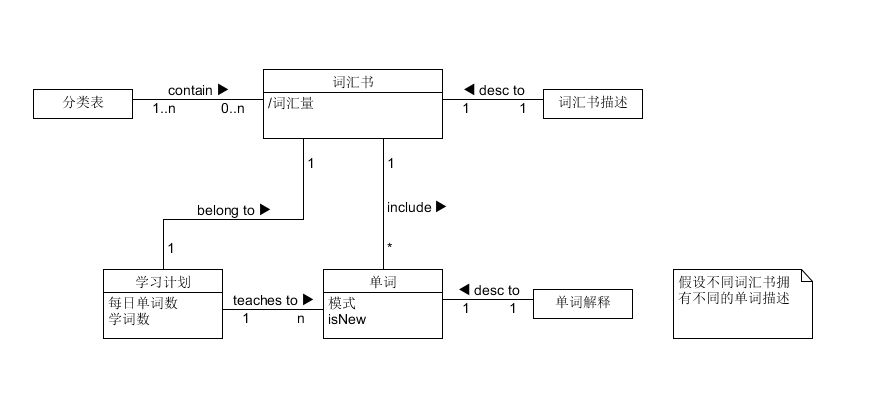 词汇书
contain ▶
◀ desc to
分类表
/词汇量
词汇书描述
1..n
0..n
1
1
1
1
belong to ▶
include ▶
1
*
学习计划
单词
假设不同词汇书拥
有不同的单词描述
每日单词数
学词数
teaches to ▶
模式
isNew
◀ desc to
单词解释
1
n
1
1